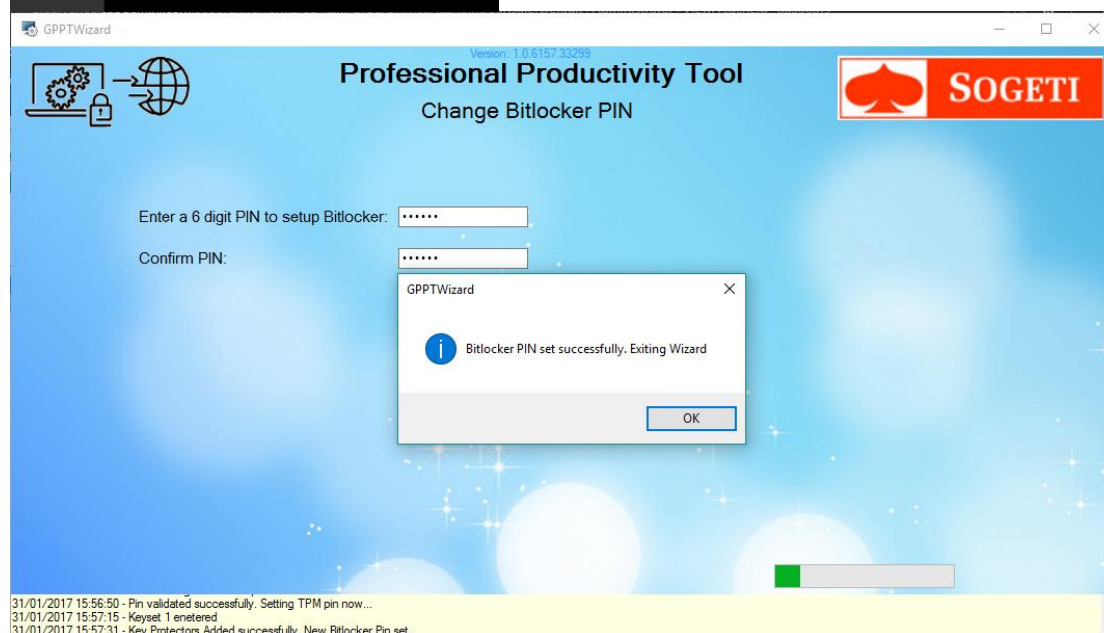 GPPTWizard
Version: 1.0.6157.33299
Professional Productivity Tool
Change Bitlocker PIN
SOGETI
Enter a 6 digit PIN to setup Bitlocker:
Confirm PIN:
GPPTWizard
Bitlocker PIN set successfully. Exiting Wizard
OK
31/01/2017 15:56:50 - Pin validated successfully. Setting TPM pin now...
31/01/2017 15:57:15 - Keyset 1 enetered
31/01/2017 15:57:31 - Key Protectors Added successfully. New Bitlocker Pin set